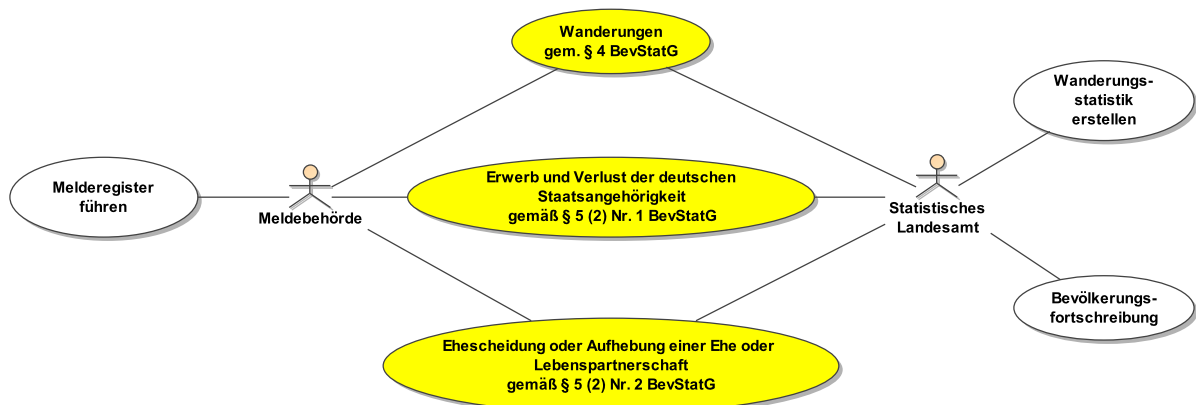 Wanderungen
gem. § 4 BevStatG
Wanderungs-
statistik
erstellen
Melderegister
führen
Meldebehörde
Erwerb und Verlust der deutschen
Staatsangehörigkeit
gemäß § 5 (2) Nr. 1 BevStatG
Statistisches
Landesamt
Bevölkerungs-
fortschreibung
Ehescheidung oder Aufhebung einer Ehe oder
Lebenspartnerschaft
gemäß § 5 (2) Nr. 2 BevStatG